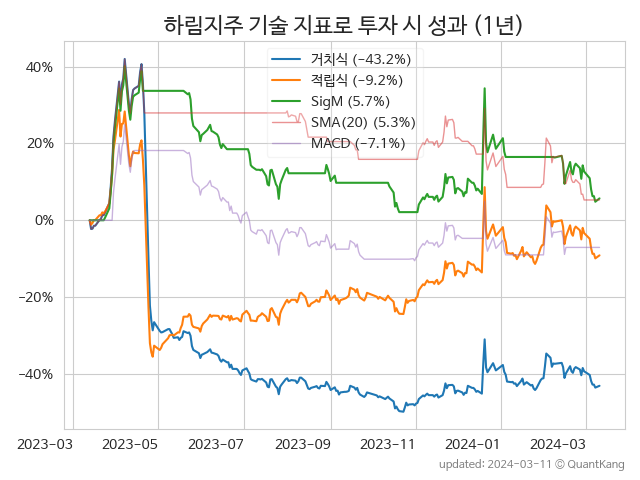 하림지주 기술 지표로 투자 시 성과 (1년)
거치식 (−43.2%)
적립식 (−9.2%)
SigM (5.7%)
SMA(20) (5.3%)
MACD (−7.1%)
40%
20%
0%
−20%
−40%
2023-03 2023-05 2023-07 2023-09 2023-11 2024-01 2024-03
updated: 2024-03-11 © QuantKang